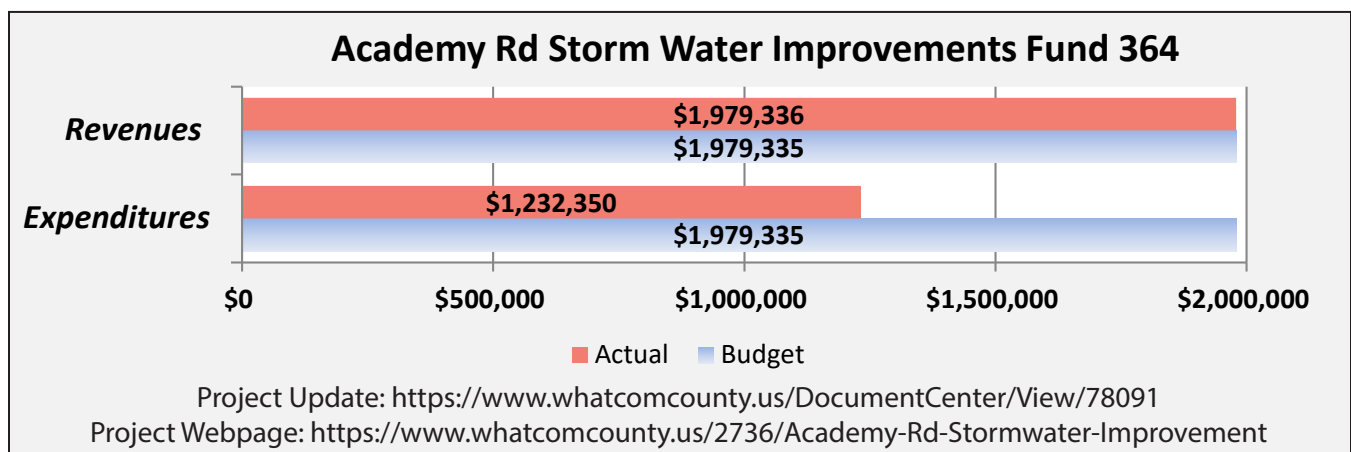 Academy Rd Storm Water Improvements Fund 364
Revenues
$1,979,336
$1,979,335
Expenditures
$1,232,350
$1,979,335
$0 $500,000 $1,000,000 $1,500,000 $2,000,000
Actual Budget
Project Update: https://www.whatcomcounty.us/DocumentCenter/View/78091
Project Webpage: https://www.whatcomcounty.us/2736/Academy-Rd-Stormwater-Improvement